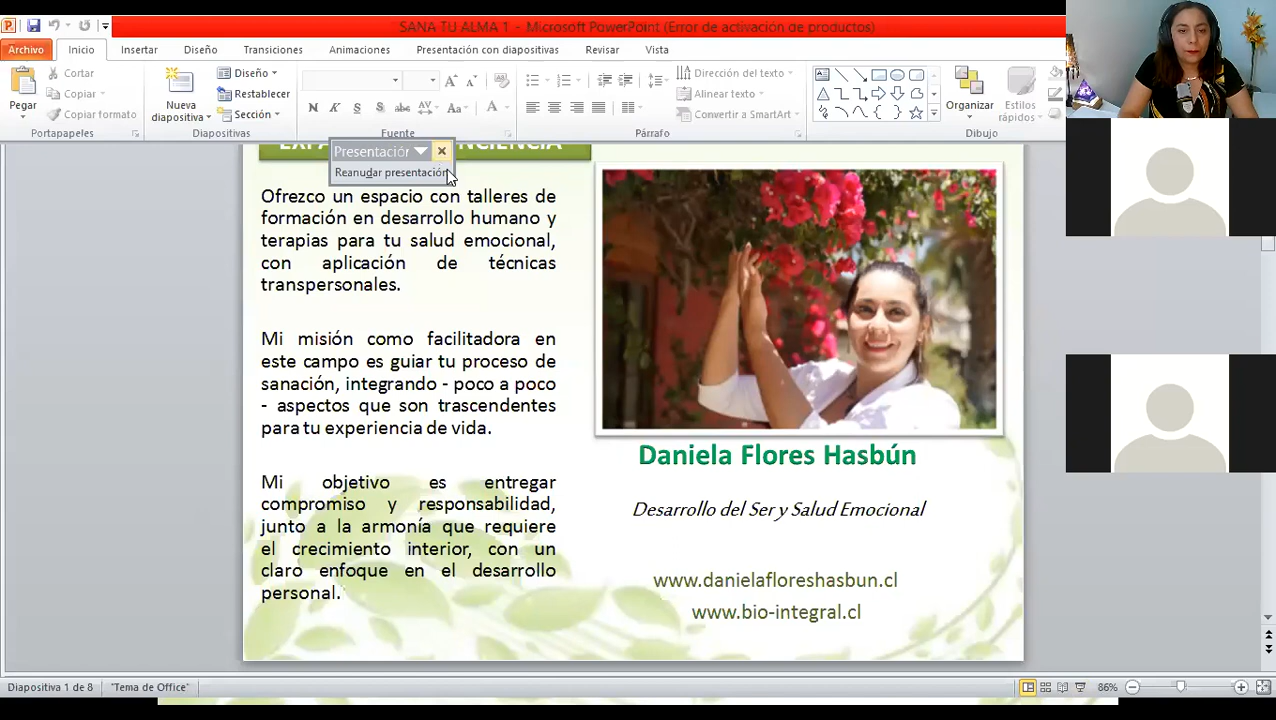 SANA TU ALMA 1 - Microsoft PowerPoint (Error de activación de productos)
Archivo Inicio Insertar Diseño Transiciones Animaciones Presentación con diapositivas Revisar Vista
Pegar
Cortar
Copiar
Copiar formato
Portapapeles
Nueva
diapositiva
Diseño
Restablecer
Sección
Diapositivas
N K S S abc AV Aa A
Fuente
Párrafo
Dirección del texto
Alinear texto
Convertir a SmartArt
Organizar
Estilos
rápidos
Dibujo
Presentación
Reanudar presentación
Ofrezco un espacio con talleres de
formación en desarrollo humano y
terapias para tu salud emocional,
con aplicación de técnicas
transpersonales.
Mi misión como facilitadora en
este campo es guiar tu proceso de
sanación, integrando - poco a poco
- aspectos que son trascendentes
para tu experiencia de vida.
Mi objetivo es entregar
compromiso y responsabilidad,
junto a la armonía que requiere
el crecimiento interior, con un
claro enfoque en el desarrollo
personal.
Daniela Flores Hasbún
Desarrollo del Ser y Salud Emocional
www.danielafloreshasbun.cl
www.bio-integral.cl
Diapositiva 1 de 8 "Tema de Office" 86%